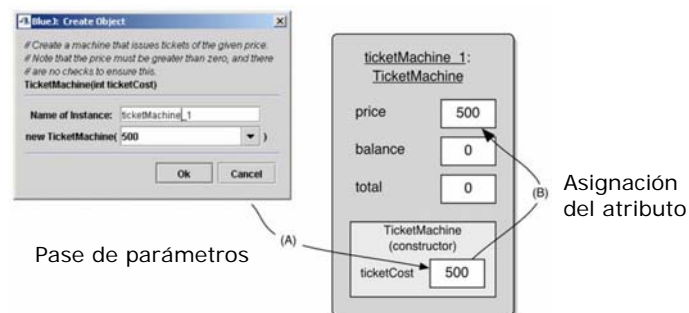 BlueJ: Create Object
# Create a machine that issues tickets of the given price.
# Note that the price must be greater than zero, and there
# are no checks to ensure this.
TicketMachine(int ticketCost)
Name of Instance: ticketMachine_1
new TicketMachine( 500 )
Ok Cancel
ticketMachine_1:
TicketMachine
price 500
balance 0
total 0
TicketMachine
(constructor)
ticketCost 500
(A)
(B)
Pase de parámetros
Asignación
del atributo